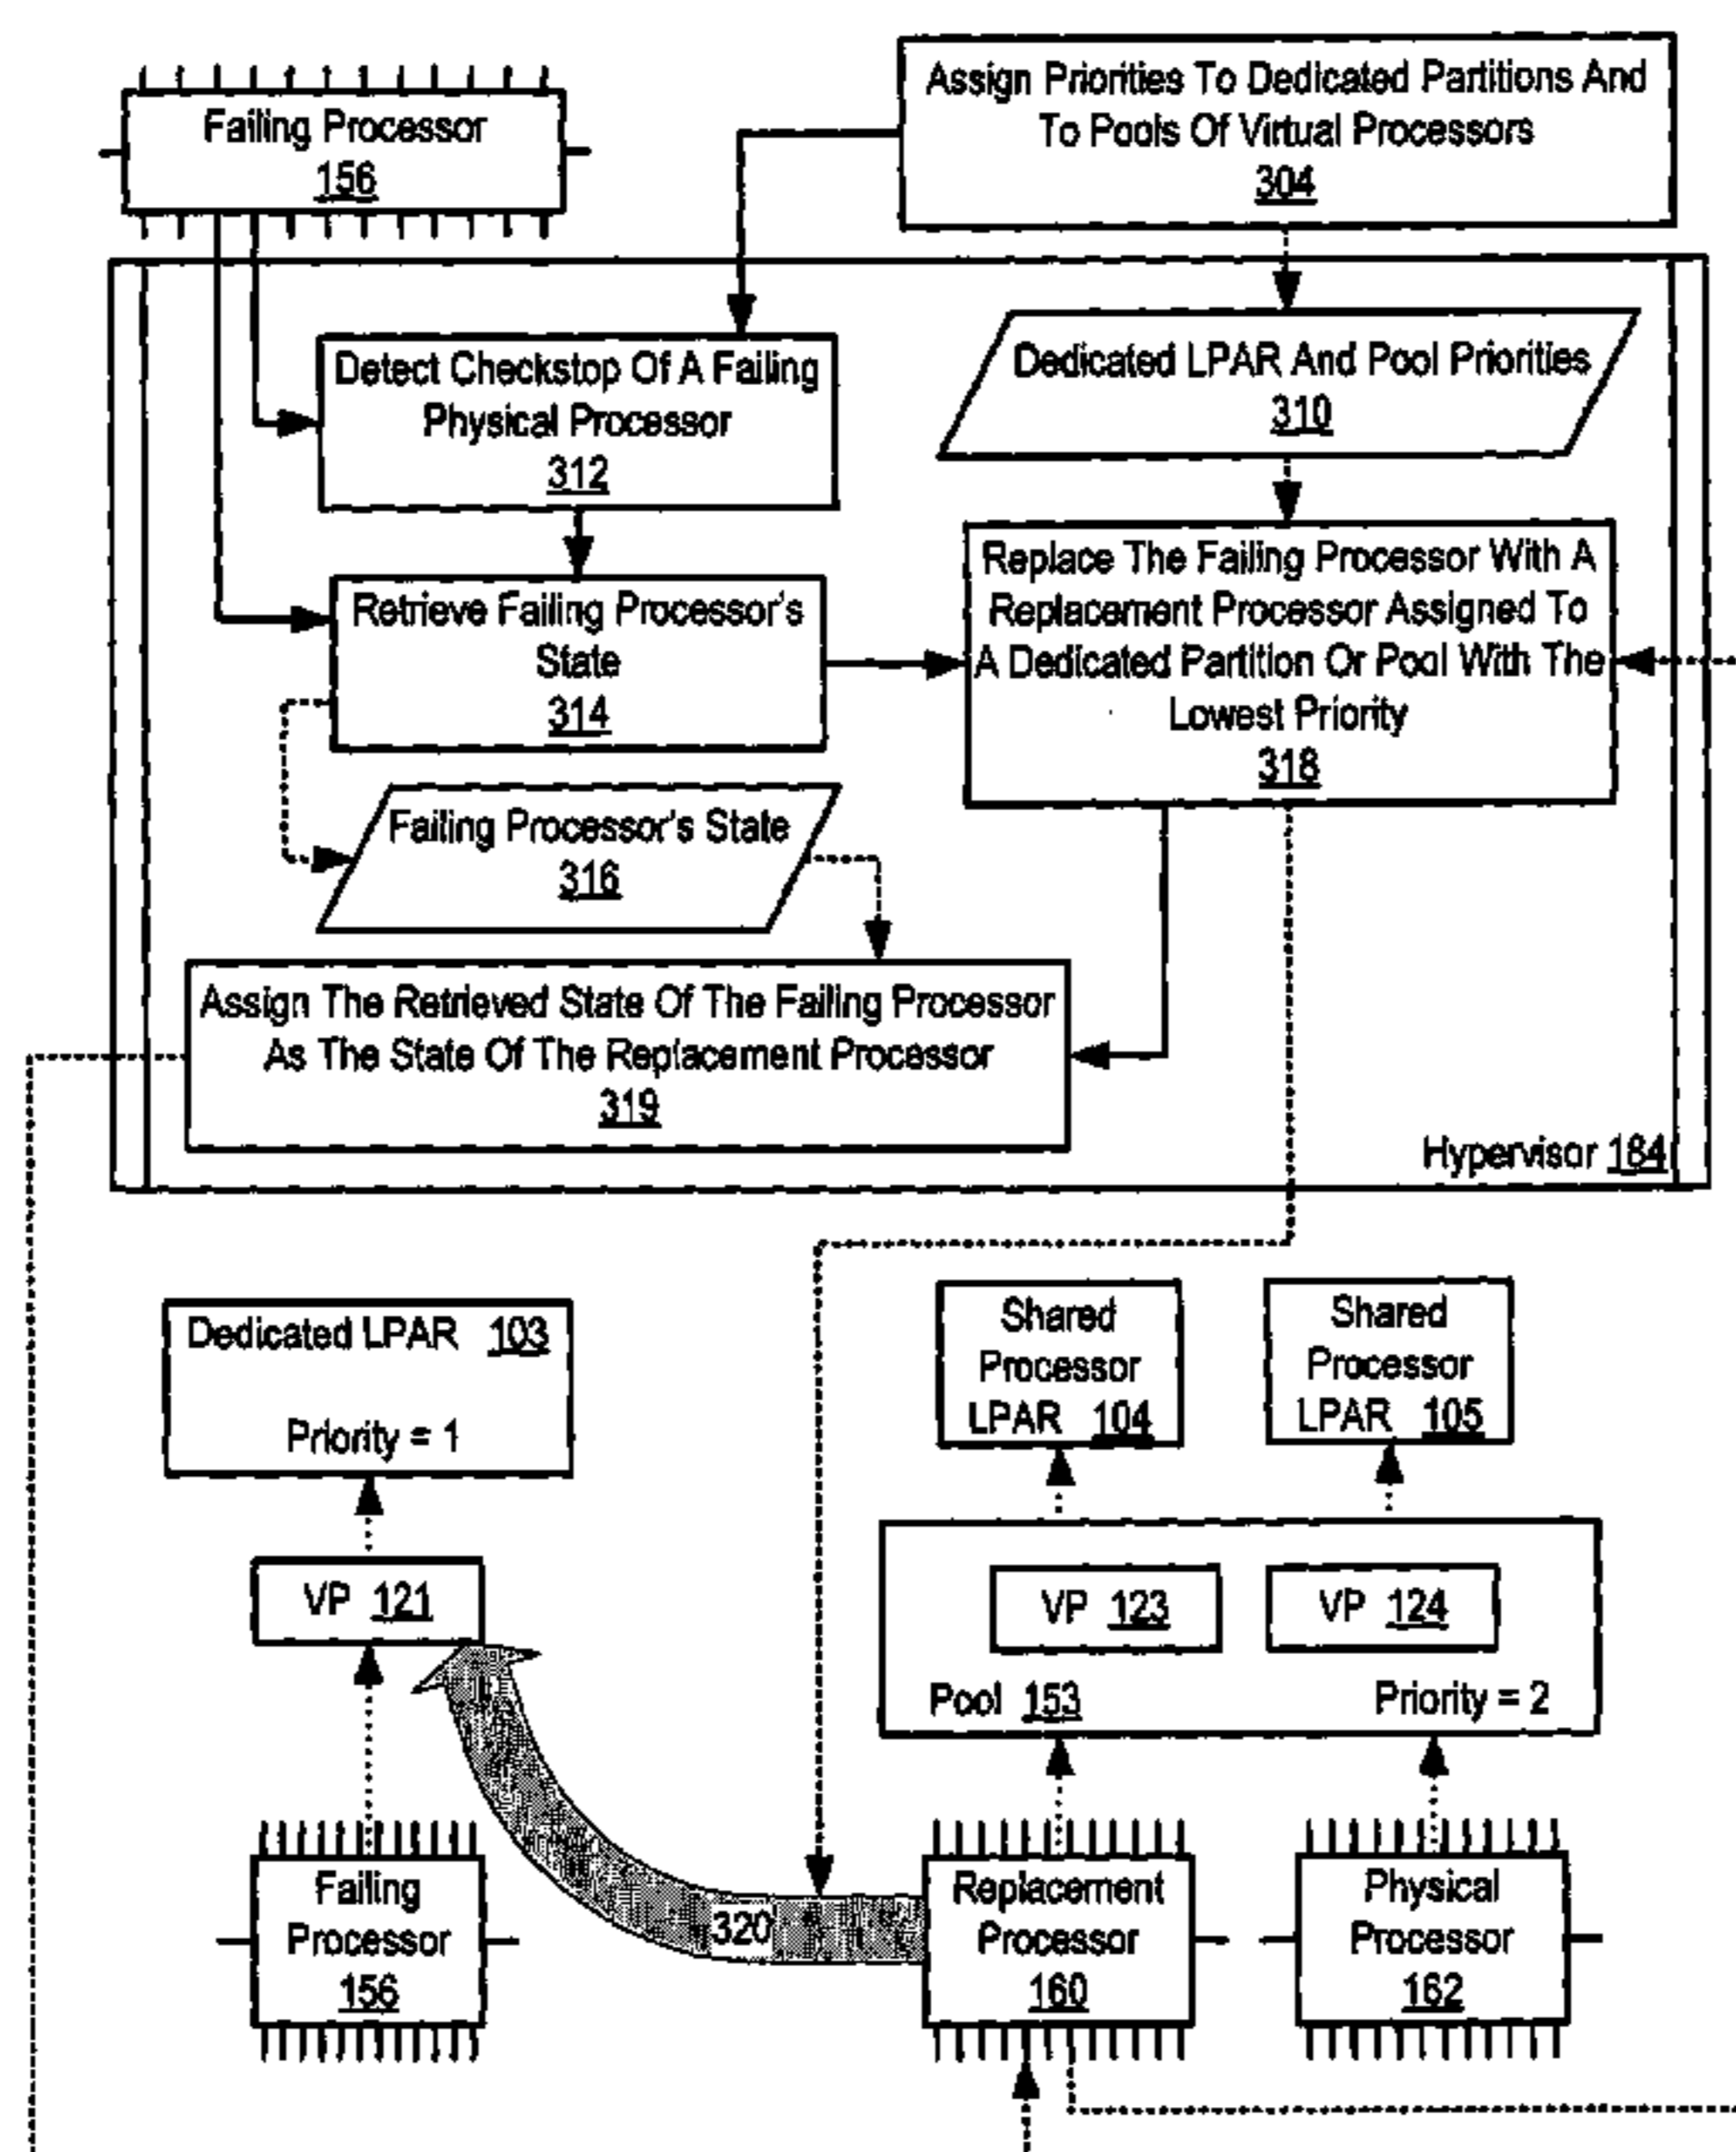 Failing Processor
156
Assign Priorities To Dedicated Partitions And
To Pools Of Virtual Processors
304
Detect Checkstop Of A Failing
Physical Processor
312
Dedicated LPAR And Pool Priorities
310
Retrieve Failing Processor's
State
314
Replace The Failing Processor With A
Replacement Processor Assigned To
A Dedicated Partition Or Pool With The
Lowest Priority
318
Failing Processor's State
316
Assign The Retrieved State Of The Failing Processor
As The State Of The Replacement Processor
319
Hypervisor 184
Dedicated LPAR 103
Priority = 1
Shared
Processor
LPAR 104
Shared
Processor
LPAR 105
VP 121
VP 123
VP 124
Pool 153
Priority = 2
Failing
Processor
156
320
Replacement
Processor
160
Physical
Processor
162